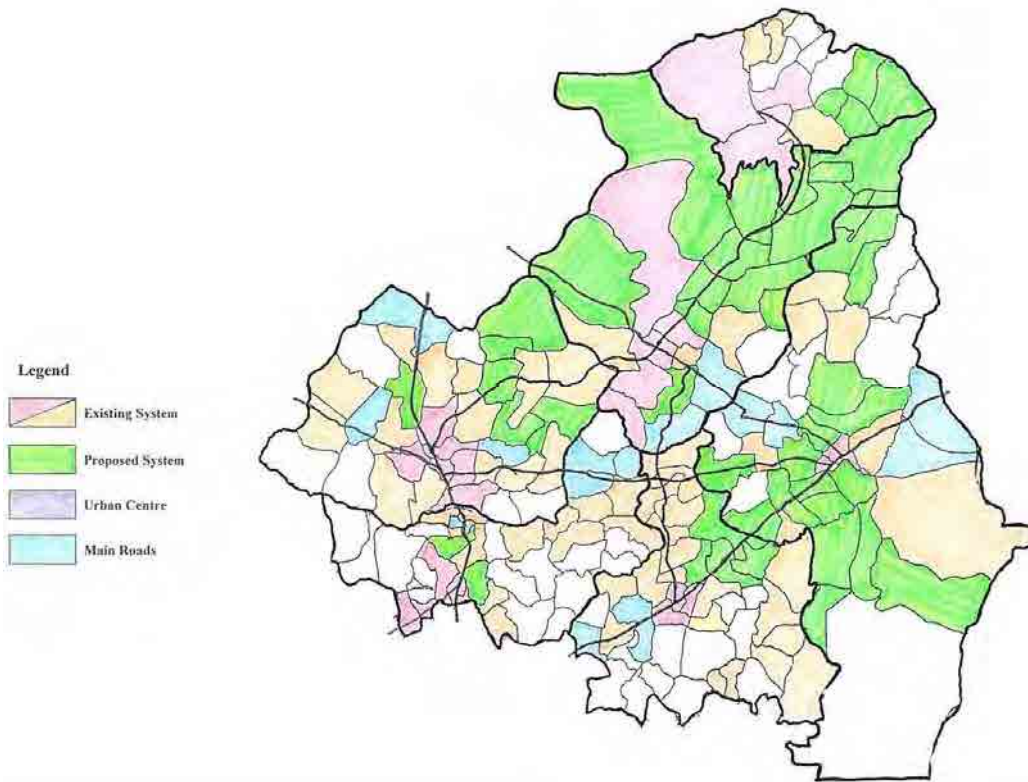 Legend
Existing System
Proposed System
Urban Centre
Main Roads